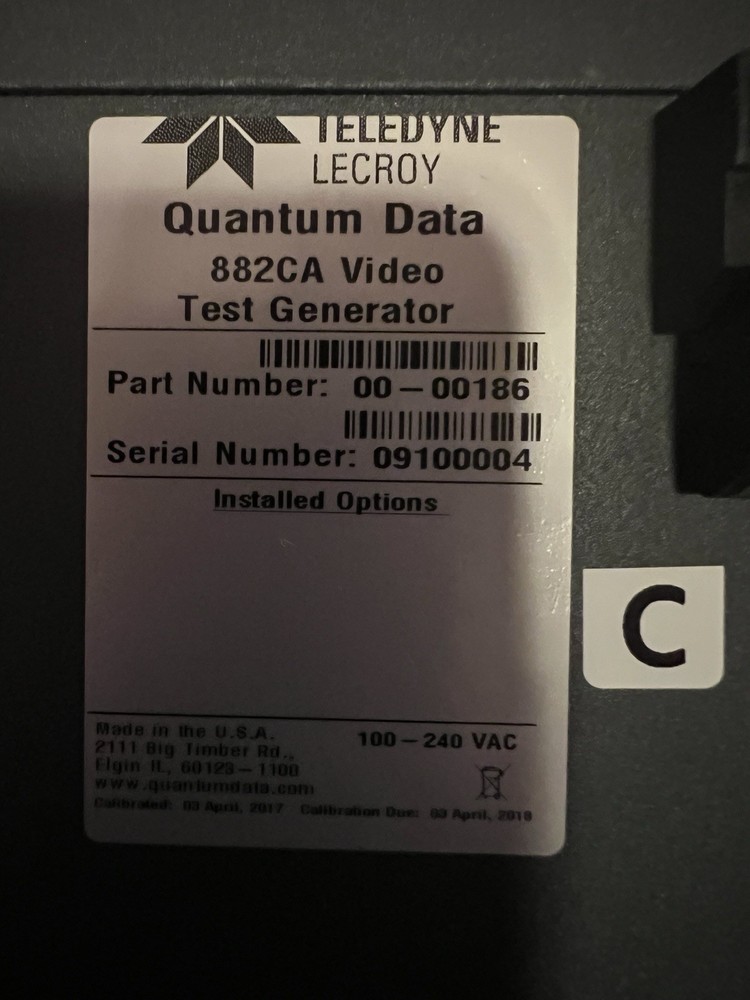 TELEDYNE
LECROY
Quantum Data
882CA Video
Test Generator
Part Number: 00-00186
Serial Number: 09100004
Installed Options
Made in the U.S.A.
2111 Big Timber Rd.,
Elgin IL, 60123-1100
www.quantumdata.com
100-240 VAC
Calibrated: 03 April, 2017 Calibration Due: 03 April, 2018
C